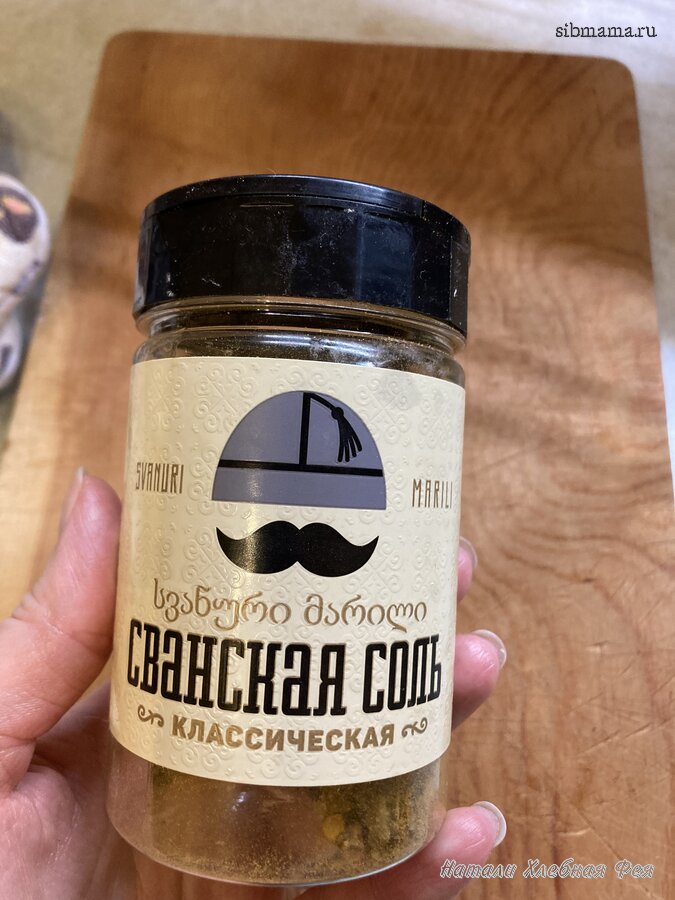 sibmama.ru
SVANURI
MARILI
სვანური მარილი
СВАНСКАЯ СОЛЬ
КЛАССИЧЕСКАЯ
Натали Хлебная Фея